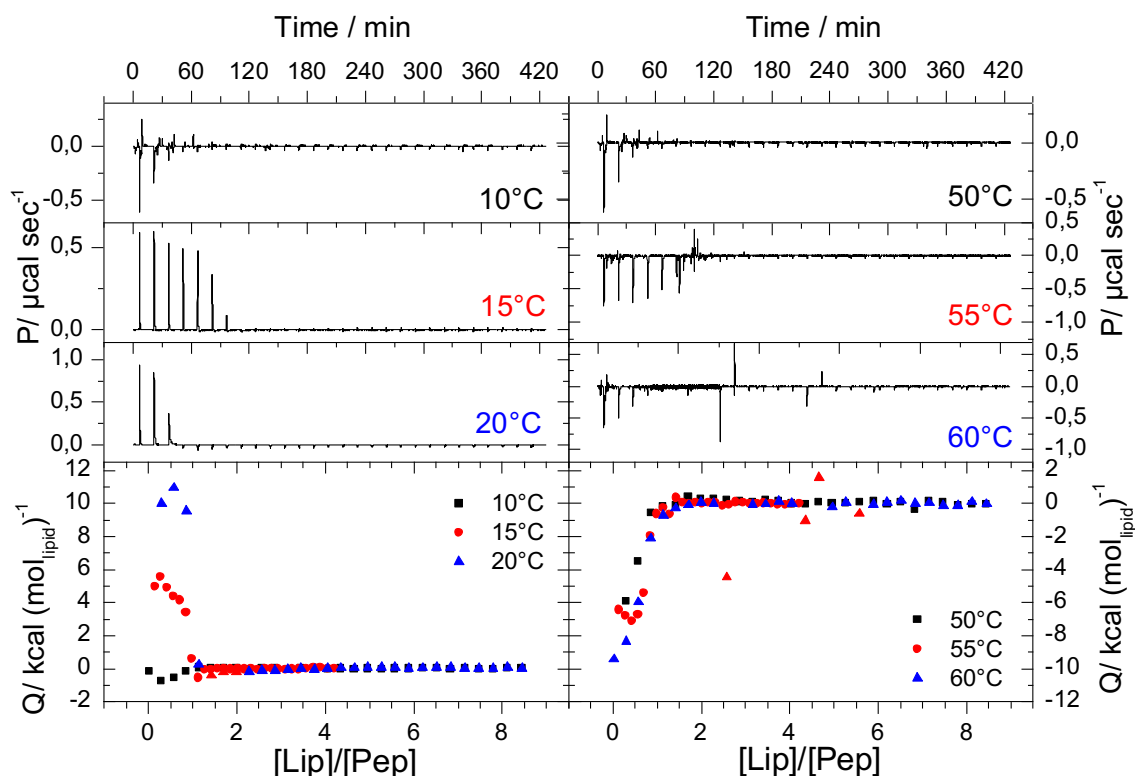 Time / min
Time / min
0 60 120 180 240 300 360 420
0 60 120 180 240 300 360 420
0,0
-0,5
10°C
0,0
-0,5
50°C
0,5
0,0
15°C
0,5
0,0
-0,5
-1,0
55°C
1,0
0,5
0,0
20°C
0,5
0,0
-0,5
-1,0
60°C
P/ µcal sec⁻¹
P/ µcal sec⁻¹
12
10
8
6
4
2
0
-2
10°C
15°C
20°C
2
0
-2
-4
-6
-8
-10
-12
50°C
55°C
60°C
Q/ kcal (mol_lipid)⁻¹
Q/ kcal (mol_lipid)⁻¹
0 2 4 6 8
0 2 4 6 8
[Lip]/[Pep]
[Lip]/[Pep]